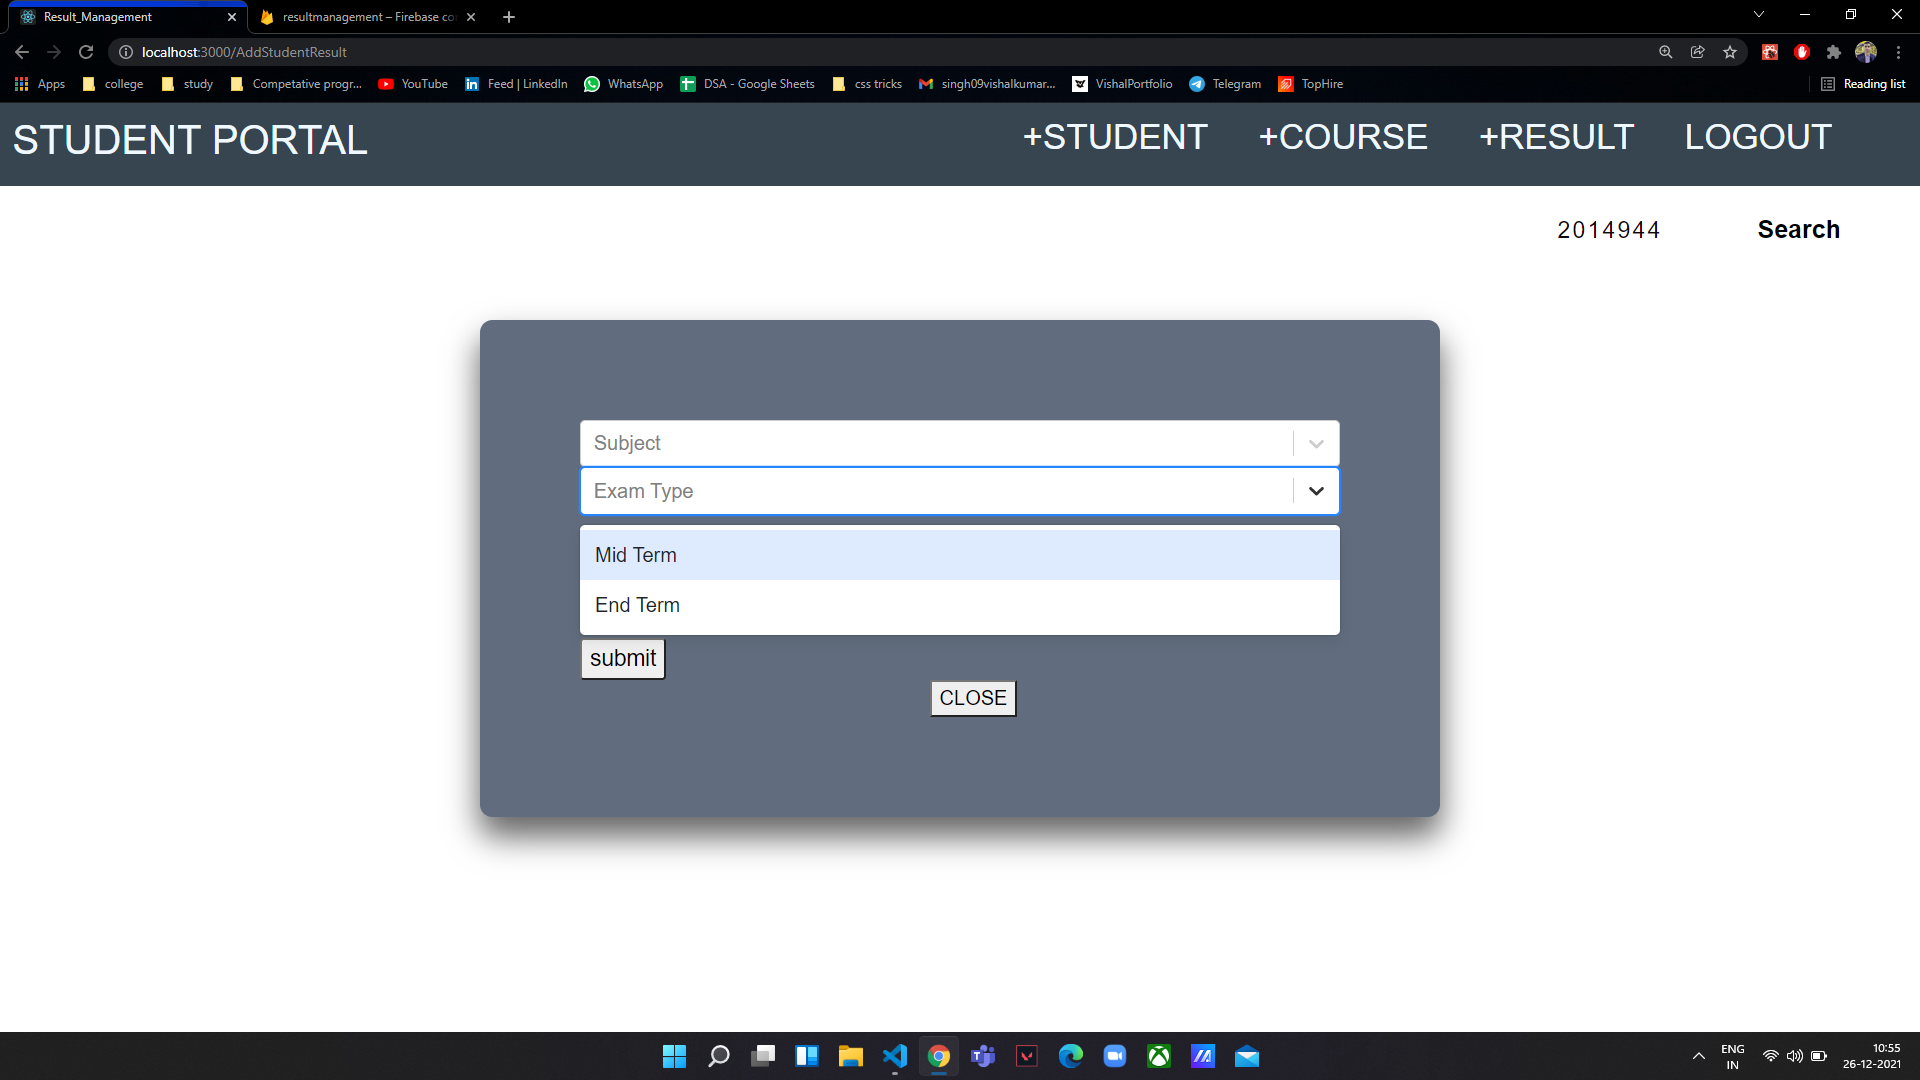 Result_Management
resultmanagement – Firebase co
localhost:3000/AddStudentResult
Apps college study Competative progr... YouTube Feed | LinkedIn WhatsApp DSA - Google Sheets css tricks singh09vishalkumar... VishalPortfolio Telegram TopHire Reading list
STUDENT PORTAL +STUDENT +COURSE +RESULT LOGOUT
2014944 Search
Subject
Exam Type
Mid Term
End Term
submit
CLOSE
ENG
IN
10:55
26-12-2021